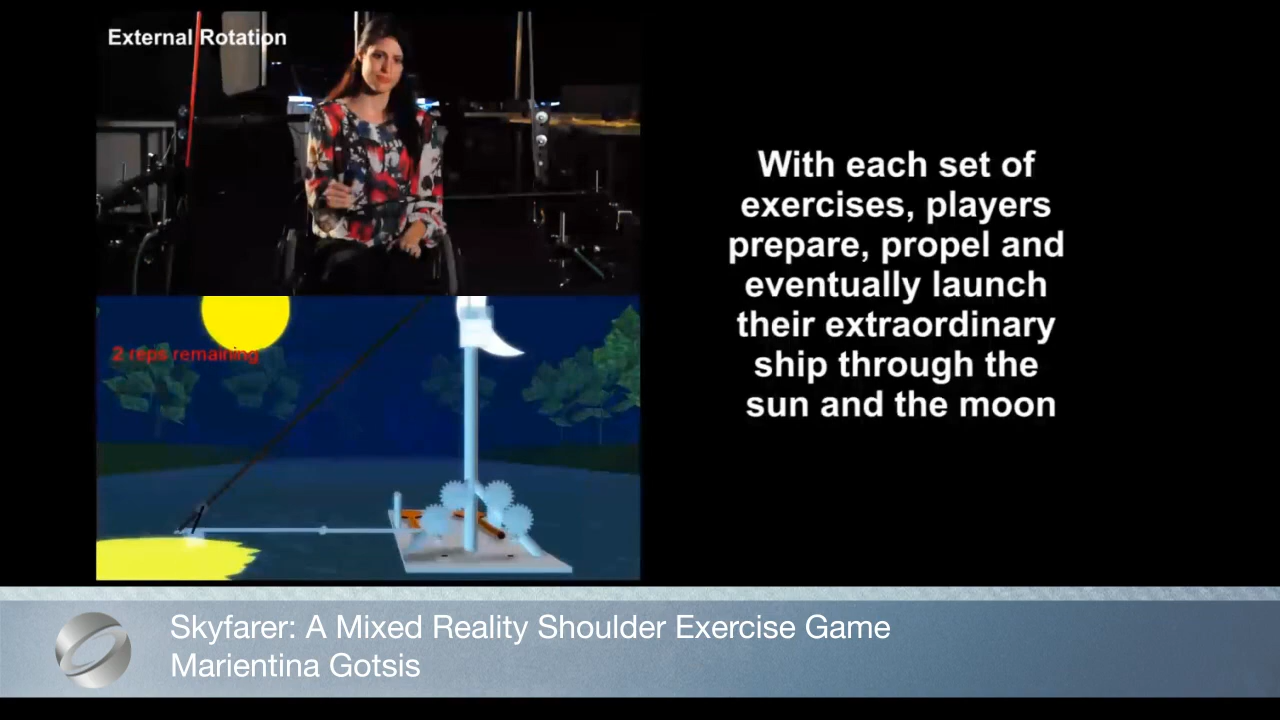 External Rotation
2 reps remaining
With each set of
exercises, players
prepare, propel and
eventually launch
their extraordinary
ship through the
sun and the moon
Skyfarer: A Mixed Reality Shoulder Exercise Game
Marientina Gotsis